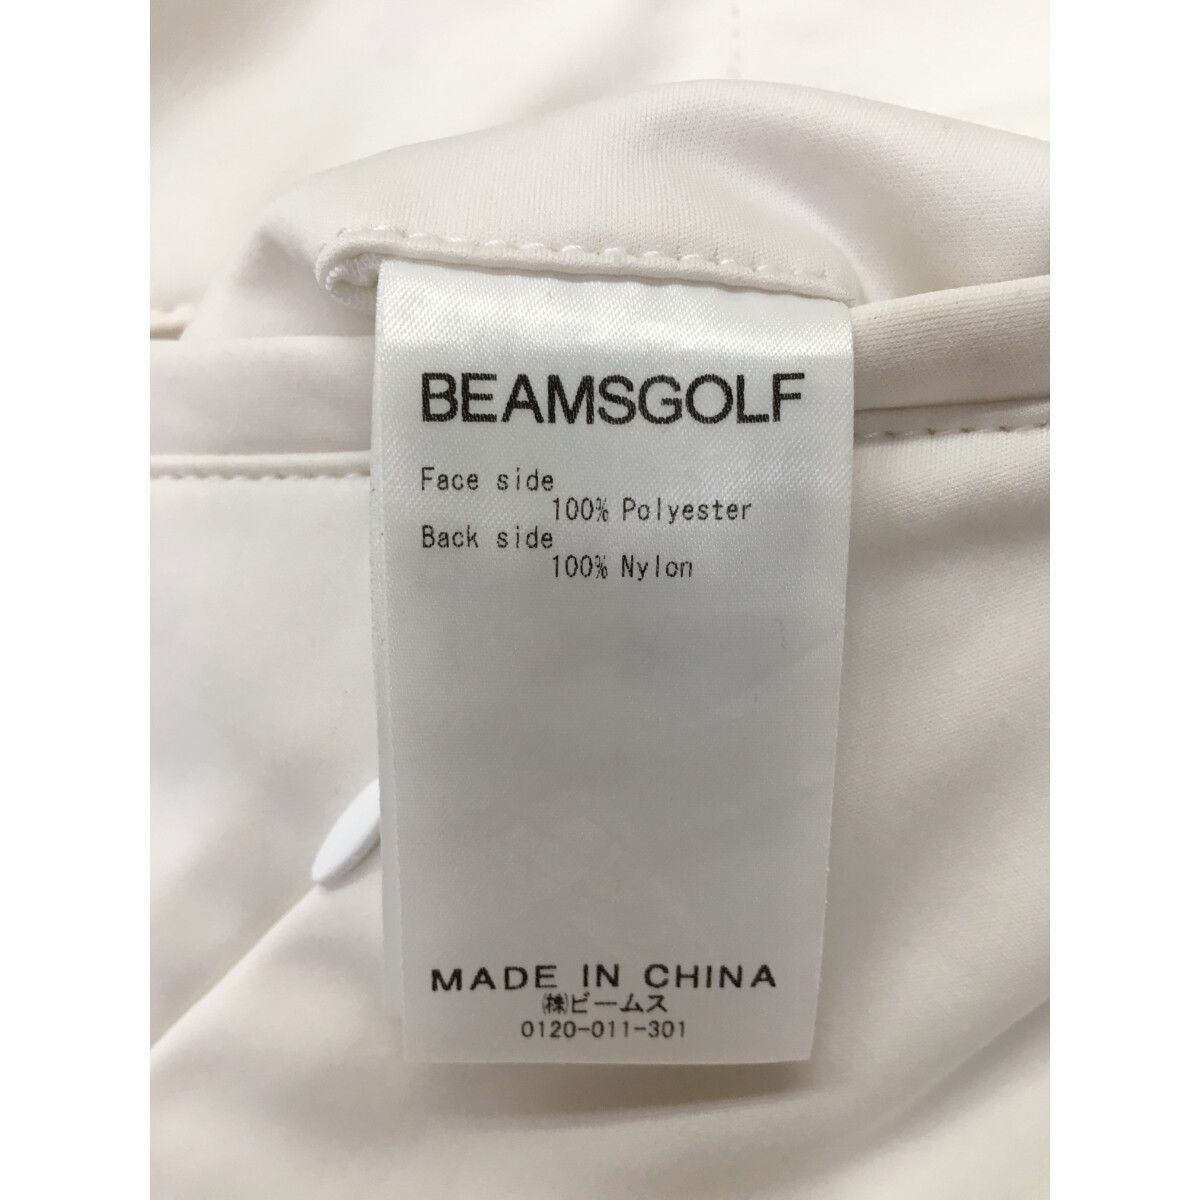 BEAMSGOLF
Face side
100% Polyester
Back side
100% Nylon
MADE IN CHINA
㈱ビームス
0120-011-301